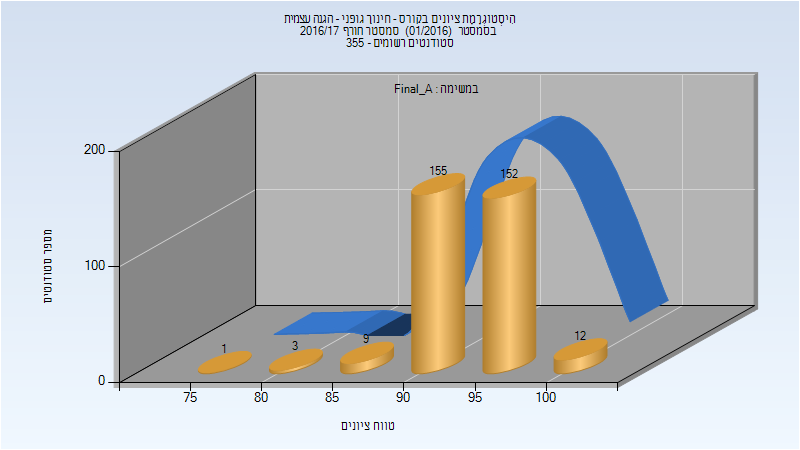 היסטוגרמת ציונים בקורס - חינוך גופני - הגנה עצמית
בסמסטר (01/2016) סמסטר חורף 2016/17
סטודנטים רשומים - 355
במשימה : Final_A
מספר סטודנטים
200
100
0
1
3
9
155
152
12
75
80
85
90
95
100
טווח ציונים